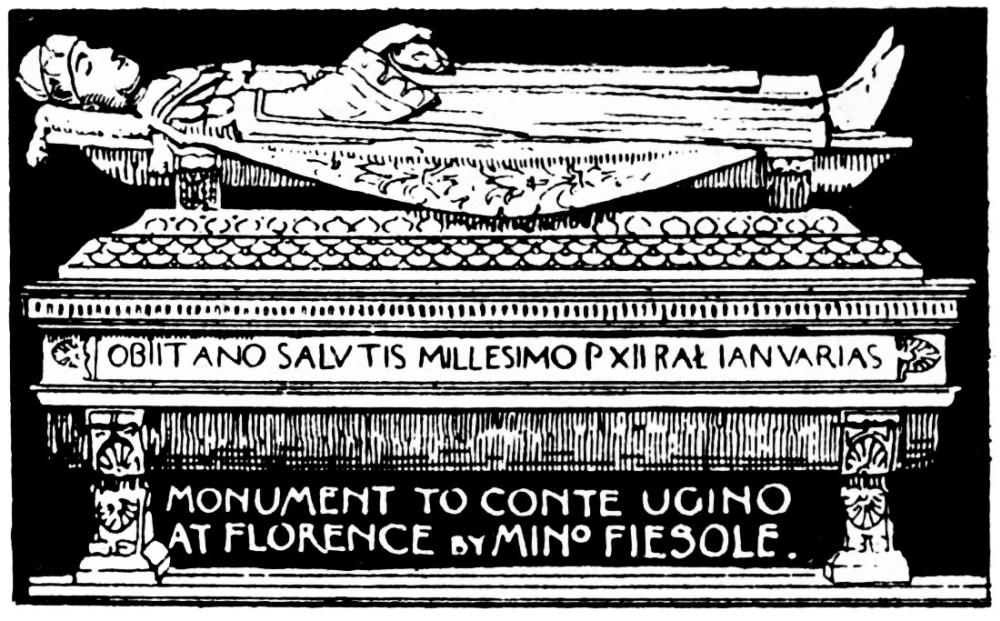 OBIIT ANO SALVTIS MILLESIMO P XII RAŁ IANVARIAS
MONUMENT TO CONTE UGINO
AT FLORENCE BY MINO FIESOLE.